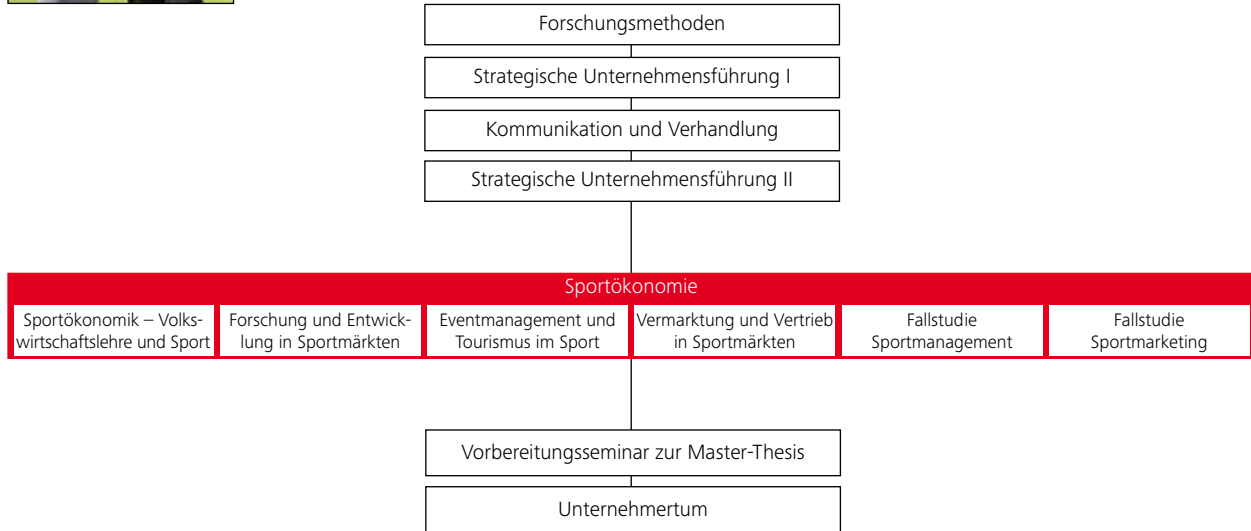 Forschungsmethoden
Strategische Unternehmensführung I
Kommunikation und Verhandlung
Strategische Unternehmensführung II
Sportökonomie
Sportökonomik – Volks-
wirtschaftslehre und Sport
Forschung und Entwick-
lung in Sportmärkten
Eventmanagement und
Tourismus im Sport
Vermarktung und Vertrieb
in Sportmärkten
Fallstudie
Sportmanagement
Fallstudie
Sportmarketing
Vorbereitungsseminar zur Master-Thesis
Unternehmertum